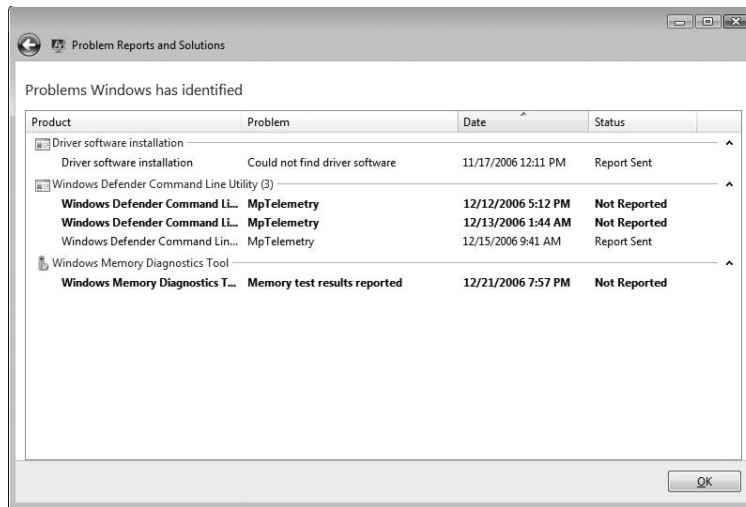 Problem Reports and Solutions
Problems Windows has identified
Product Problem Date Status
Driver software installation
Driver software installation Could not find driver software 11/17/2006 12:11 PM Report Sent
Windows Defender Command Line Utility (3)
Windows Defender Command Li... MpTelemetry 12/12/2006 5:12 PM Not Reported
Windows Defender Command Li... MpTelemetry 12/13/2006 1:44 AM Not Reported
Windows Defender Command Lin... MpTelemetry 12/15/2006 9:41 AM Report Sent
Windows Memory Diagnostics Tool
Windows Memory Diagnostics T... Memory test results reported 12/21/2006 7:57 PM Not Reported
OK